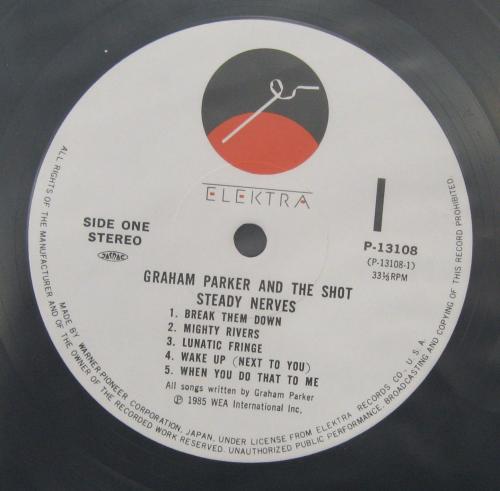 ELEKTRA
SIDE ONE
STEREO
JASRAC
P-13108
(P-13108-1)
33⅓RPM
GRAHAM PARKER AND THE SHOT
STEADY NERVES
1. BREAK THEM DOWN
2. MIGHTY RIVERS
3. LUNATIC FRINGE
4. WAKE UP (NEXT TO YOU)
5. WHEN YOU DO THAT TO ME
All songs written by Graham Parker
Ⓟ 1985 WEA International Inc.
MADE BY WARNER-PIONEER CORPORATION, JAPAN, UNDER LICENSE FROM ELEKTRA RECORDS CO., U.S.A.
ALL RIGHTS OF THE MANUFACTURER AND OF THE OWNER OF THE RECORDED WORK RESERVED. UNAUTHORIZED PUBLIC PERFORMANCE, BROADCASTING AND COPYING OF THIS RECORD PROHIBITED.